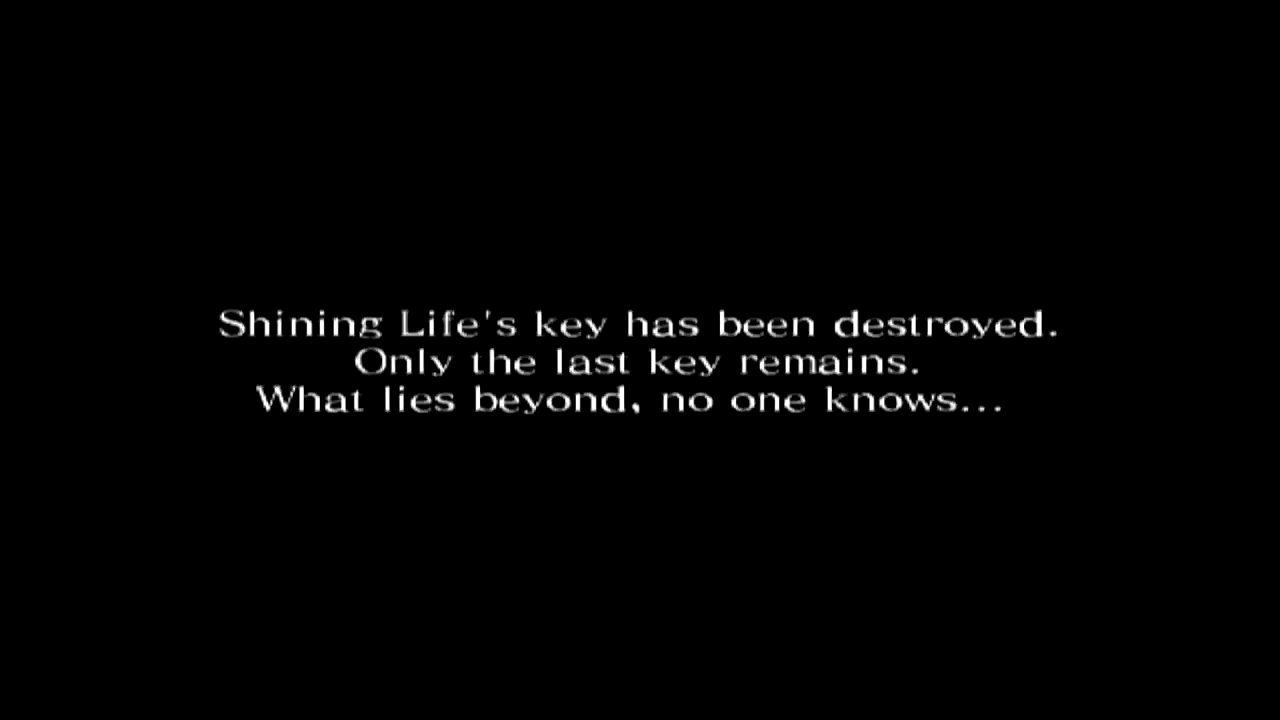 Shining Life's key has been destroyed.
Only the last key remains.
What lies beyond, no one knows...